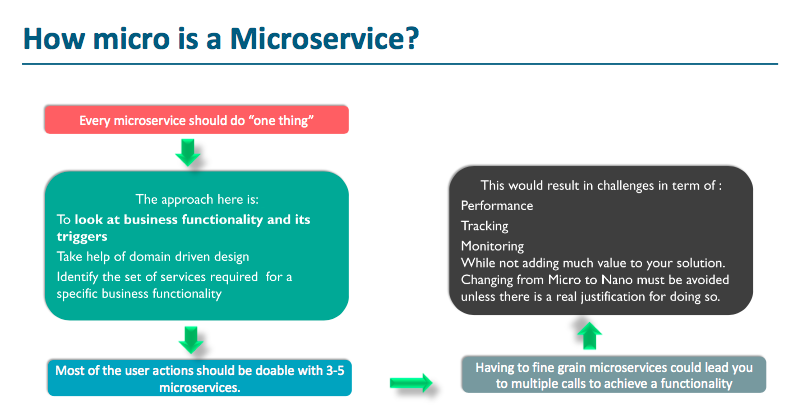 How micro is a Microservice?
Every microservice should do “one thing”
The approach here is:
To look at business functionality and its
triggers
Take help of domain driven design
Identify the set of services required for a
specific business functionality
Most of the user actions should be doable with 3-5
microservices.
Having to fine grain microservices could lead you
to multiple calls to achieve a functionality
This would result in challenges in term of :
Performance
Tracking
Monitoring
While not adding much value to your solution.
Changing from Micro to Nano must be avoided
unless there is a real justification for doing so.